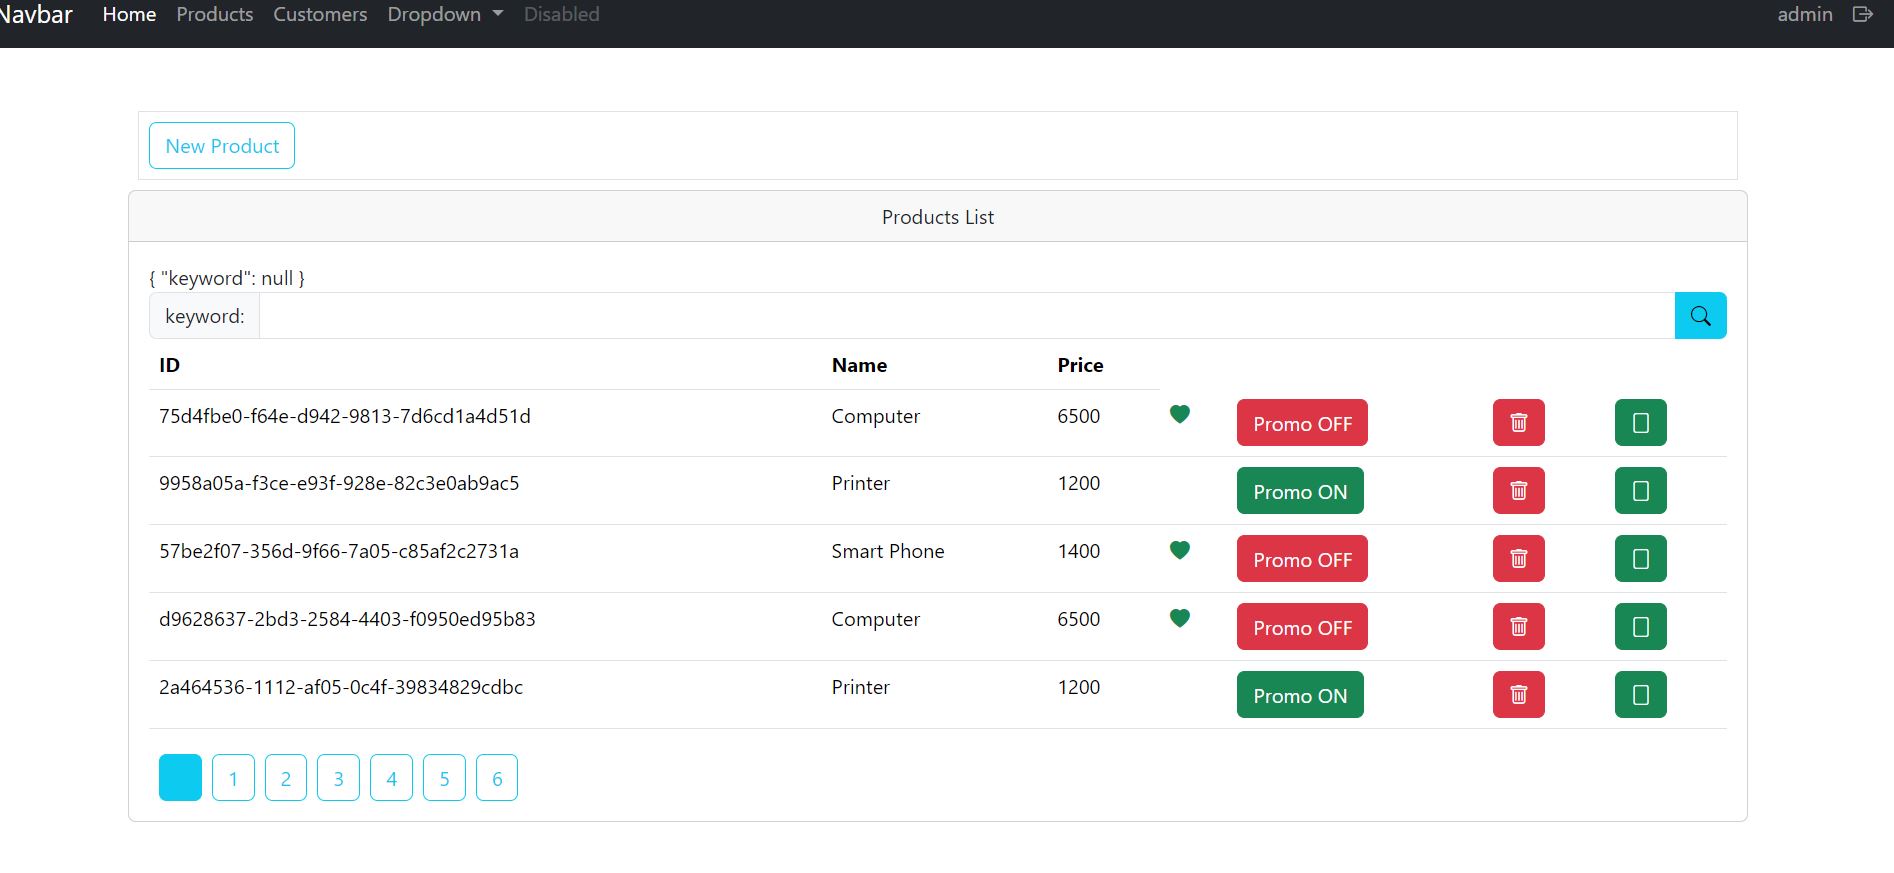 Navbar Home Products Customers Dropdown Disabled admin
New Product
Products List
{ "keyword": null }
keyword:
ID Name Price
75d4fbe0-f64e-d942-9813-7d6cd1a4d51d Computer 6500 Promo OFF
9958a05a-f3ce-e93f-928e-82c3e0ab9ac5 Printer 1200 Promo ON
57be2f07-356d-9f66-7a05-c85af2c2731a Smart Phone 1400 Promo OFF
d9628637-2bd3-2584-4403-f0950ed95b83 Computer 6500 Promo OFF
2a464536-1112-af05-0c4f-39834829cdbc Printer 1200 Promo ON
1 2 3 4 5 6